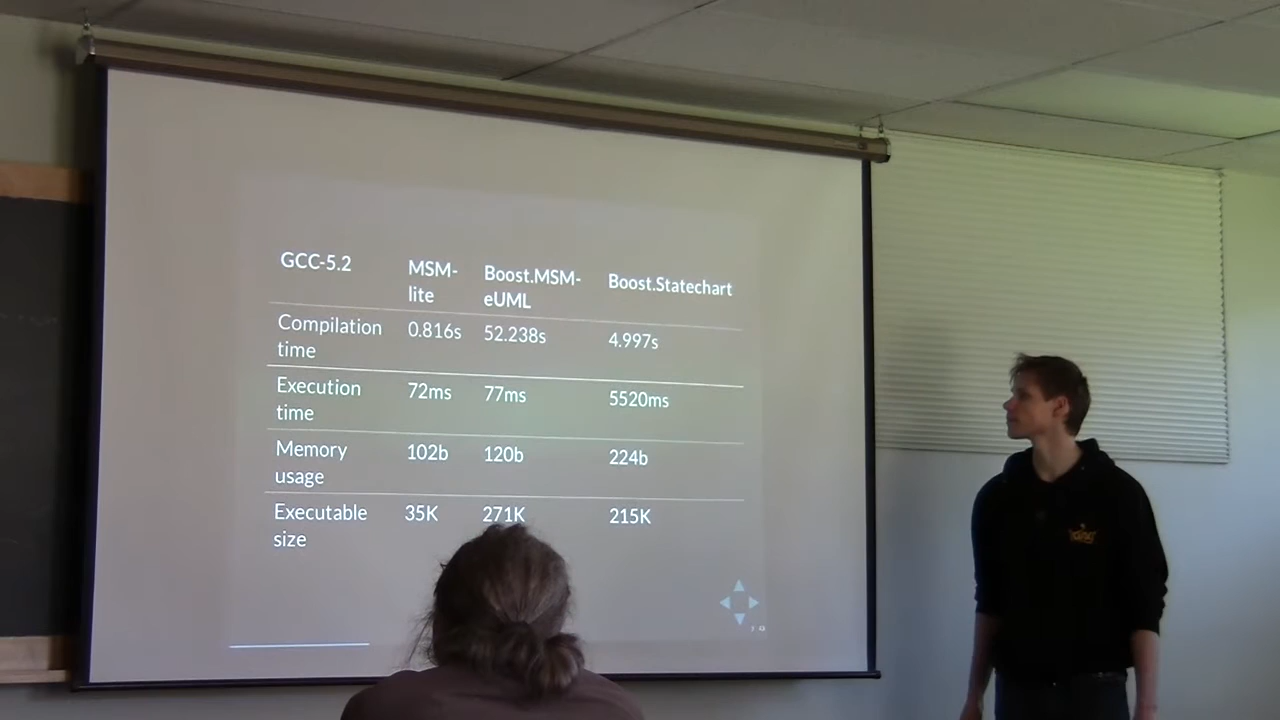 GCC-5.2 MSM-lite Boost.MSM-eUML Boost.Statechart
Compilation time 0.816s 52.238s 4.997s
Execution time 72ms 77ms 5520ms
Memory usage 102b 120b 224b
Executable size 35K 271K 215K